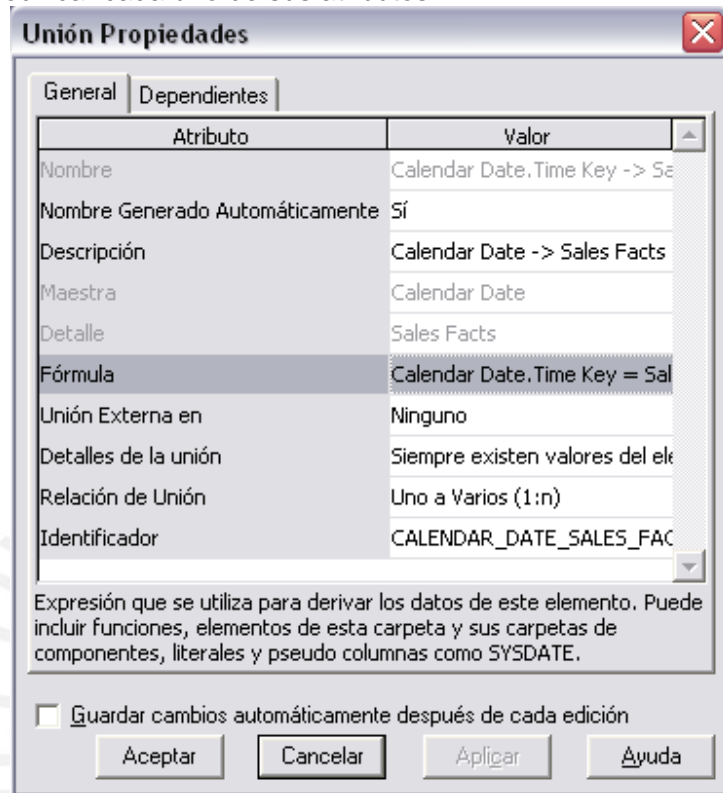 Unión Propiedades
General Dependientes
Atributo Valor
Nombre Calendar Date.Time Key -> Sa
Nombre Generado Automáticamente Sí
Descripción Calendar Date -> Sales Facts
Maestra Calendar Date
Detalle Sales Facts
Fórmula Calendar Date.Time Key = Sal
Unión Externa en Ninguno
Detalles de la unión Siempre existen valores del ele
Relación de Unión Uno a Varios (1:n)
Identificador CALENDAR_DATE_SALES_FAC
Expresión que se utiliza para derivar los datos de este elemento. Puede
incluir funciones, elementos de esta carpeta y sus carpetas de
componentes, literales y pseudo columnas como SYSDATE.
Guardar cambios automáticamente después de cada edición
Aceptar Cancelar Aplicar Ayuda